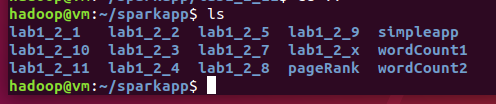 hadoop@vm:~/sparkapp$ ls
lab1_2_1 lab1_2_2 lab1_2_5 lab1_2_9 simpleapp
lab1_2_10 lab1_2_3 lab1_2_7 lab1_2_x wordCount1
lab1_2_11 lab1_2_4 lab1_2_8 pageRank wordCount2
hadoop@vm:~/sparkapp$